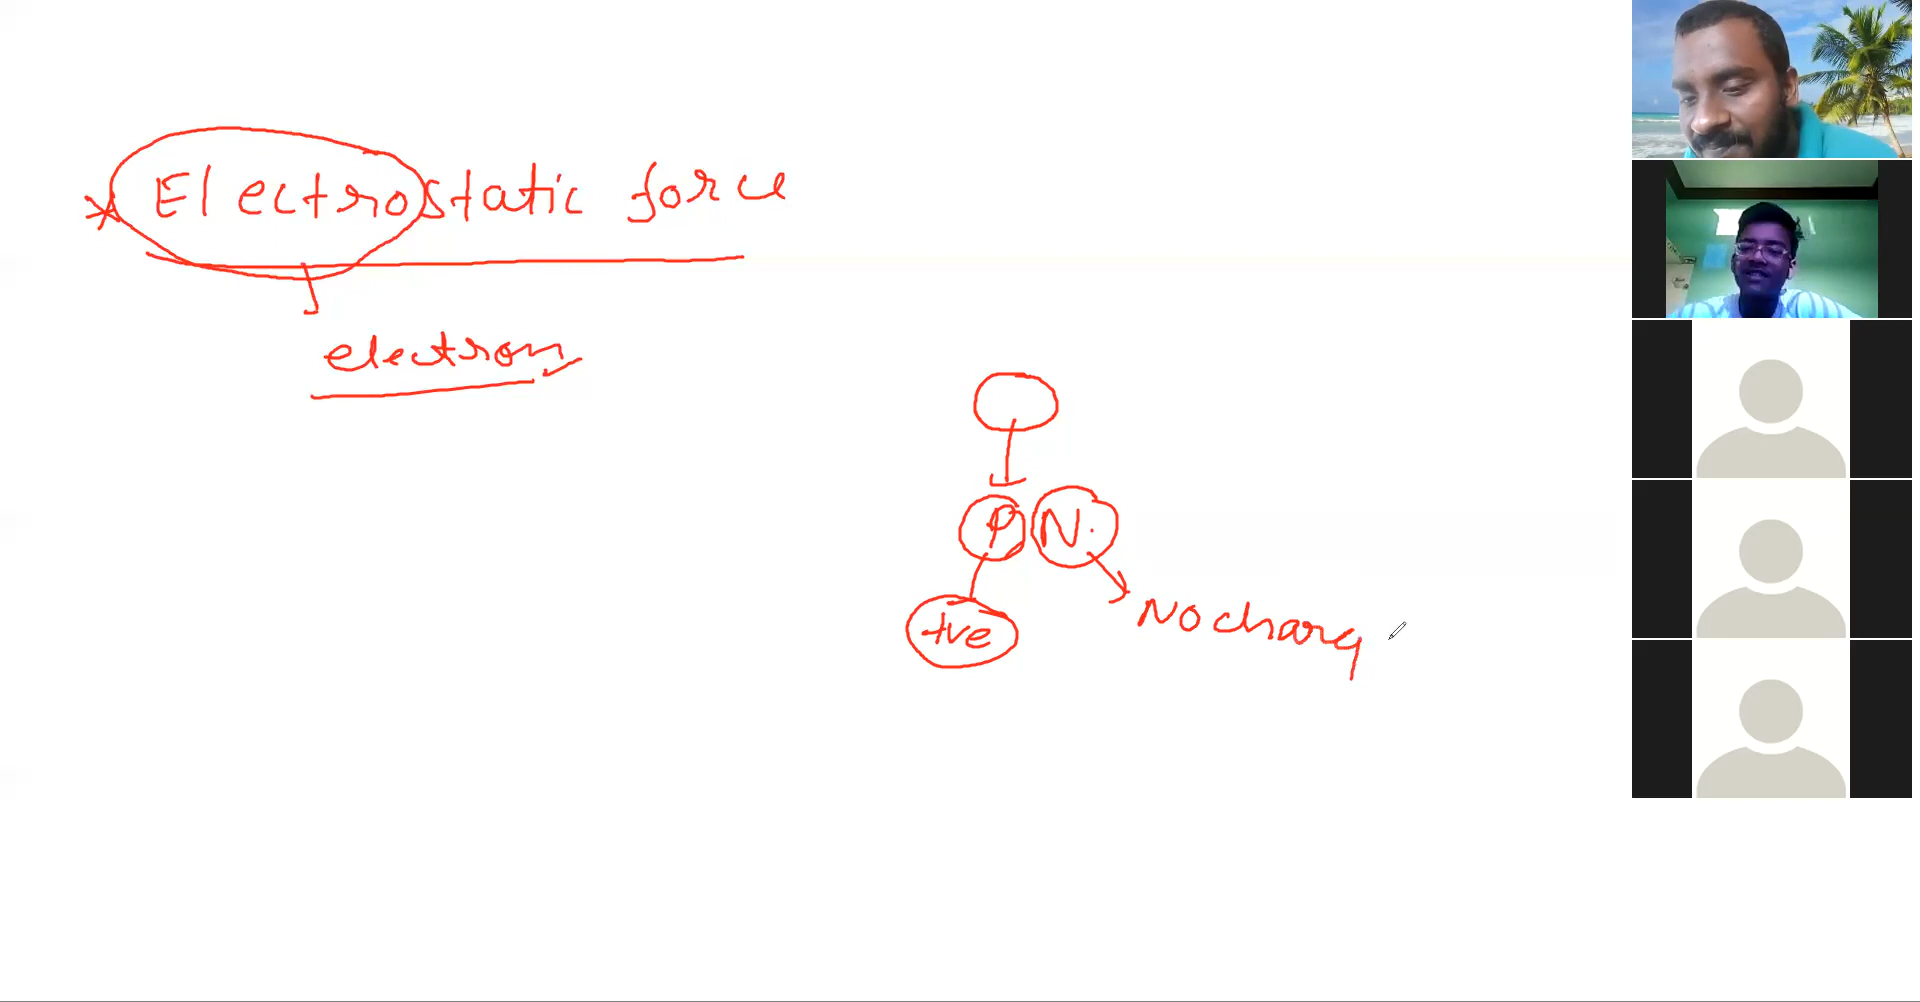 * Electrostatic force
electron
P N.
+ve
No charg